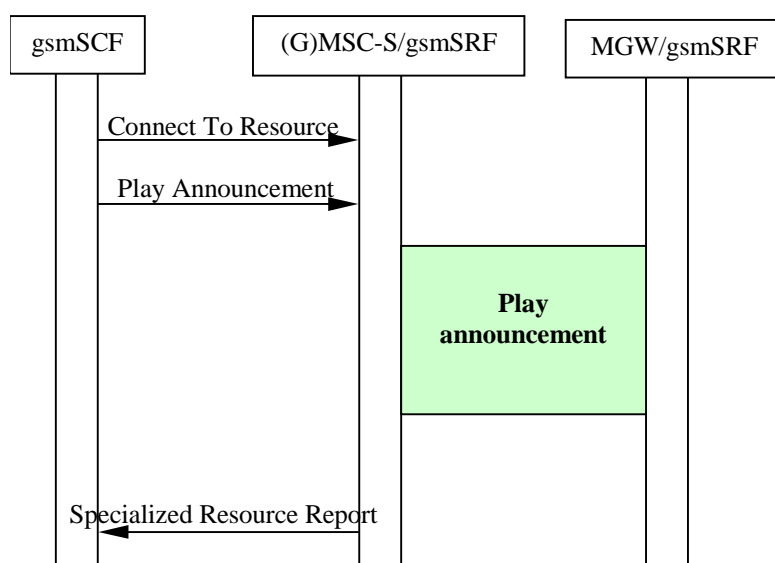 gsmSCF
(G)MSC-S/gsmSRF
MGW/gsmSRF
Connect To Resource
Play Announcement
Play
announcement
Specialized Resource Report